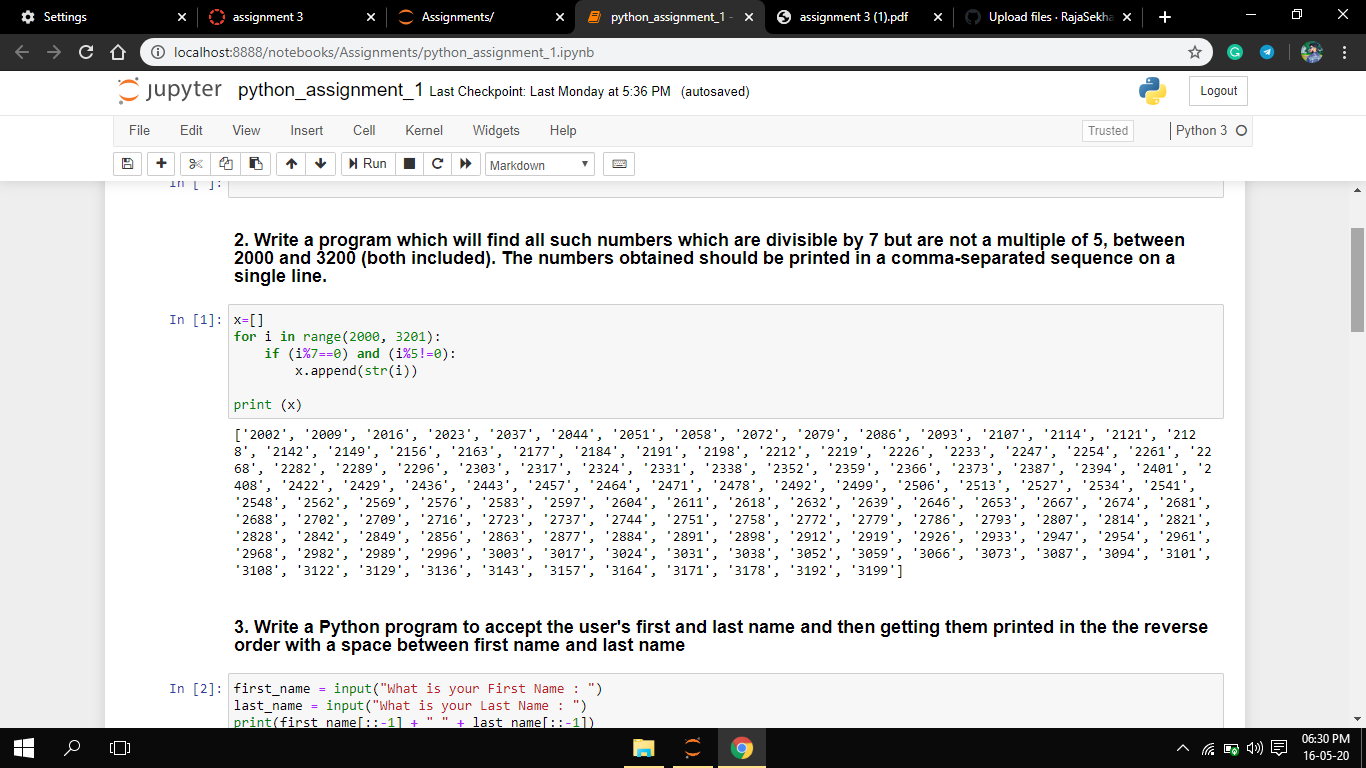 Settings
assignment 3
Assignments/
python_assignment_1 -
assignment 3 (1).pdf
Upload files · RajaSekha
localhost:8888/notebooks/Assignments/python_assignment_1.ipynb
jupyter python_assignment_1 Last Checkpoint: Last Monday at 5:36 PM (autosaved)
Logout
File Edit View Insert Cell Kernel Widgets Help
Trusted
Python 3
Run
Markdown
In [ ]:
2. Write a program which will find all such numbers which are divisible by 7 but are not a multiple of 5, between
2000 and 3200 (both included). The numbers obtained should be printed in a comma-separated sequence on a
single line.
In [1]: x=[]
for i in range(2000, 3201):
    if (i%7==0) and (i%5!=0):
        x.append(str(i))
print (x)
['2002', '2009', '2016', '2023', '2037', '2044', '2051', '2058', '2072', '2079', '2086', '2093', '2107', '2114', '2121', '212
8', '2142', '2149', '2156', '2163', '2177', '2184', '2191', '2198', '2212', '2219', '2226', '2233', '2247', '2254', '2261', '22
68', '2282', '2289', '2296', '2303', '2317', '2324', '2331', '2338', '2352', '2359', '2366', '2373', '2387', '2394', '2401', '2
408', '2422', '2429', '2436', '2443', '2457', '2464', '2471', '2478', '2492', '2499', '2506', '2513', '2527', '2534', '2541',
'2548', '2562', '2569', '2576', '2583', '2597', '2604', '2611', '2618', '2632', '2639', '2646', '2653', '2667', '2674', '2681',
'2688', '2702', '2709', '2716', '2723', '2737', '2744', '2751', '2758', '2772', '2779', '2786', '2793', '2807', '2814', '2821',
'2828', '2842', '2849', '2856', '2863', '2877', '2884', '2891', '2898', '2912', '2919', '2926', '2933', '2947', '2954', '2961',
'2968', '2982', '2989', '2996', '3003', '3017', '3024', '3031', '3038', '3052', '3059', '3066', '3073', '3087', '3094', '3101',
'3108', '3122', '3129', '3136', '3143', '3157', '3164', '3171', '3178', '3192', '3199']
3. Write a Python program to accept the user's first and last name and then getting them printed in the the reverse
order with a space between first name and last name
In [2]: first_name = input("What is your First Name : ")
last_name = input("What is your Last Name : ")
print(first_name[::-1] + " " + last_name[::-1])
06:30 PM
16-05-20